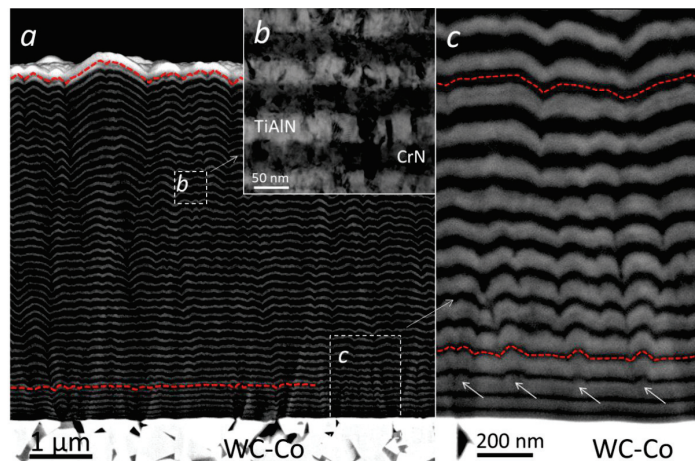 a
b
c
TiAlN
CrN
50 nm
b
c
1 µm
WC-Co
200 nm
WC-Co